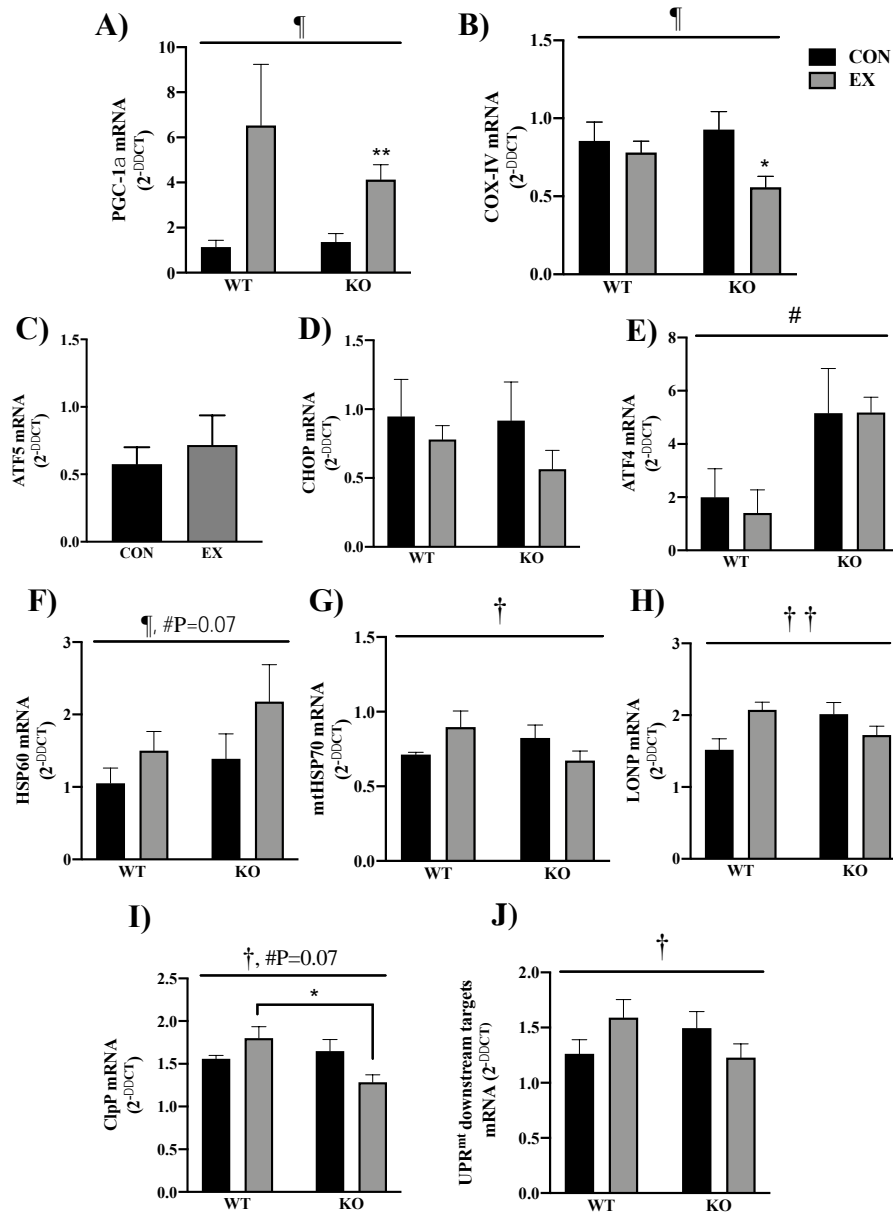 A)
¶
PGC-1a mRNA
(2-DDCT)
10
8
6
4
2
0
**
WT
KO
B)
¶
COX-IV mRNA
(2-DDCT)
1.5
1.0
0.5
0.0
*
WT
KO
CON
EX
C)
ATF5 mRNA
(2-DDCT)
1.5
1.0
0.5
0.0
CON
EX
D)
CHOP mRNA
(2-DDCT)
1.5
1.0
0.5
0.0
WT
KO
E)
#
ATF4 mRNA
(2-DDCT)
8
6
4
2
0
WT
KO
F)
¶, #P=0.07
HSP60 mRNA
(2-DDCT)
3
2
1
0
WT
KO
G)
†
mtHSP70 mRNA
(2-DDCT)
1.5
1.0
0.5
0.0
WT
KO
H)
† †
LONP mRNA
(2-DDCT)
3
2
1
0
WT
KO
I)
†, #P=0.07
*
ClpP mRNA
(2-DDCT)
2.5
2.0
1.5
1.0
0.5
0.0
WT
KO
J)
†
UPRmt downstream targets
mRNA (2-DDCT)
2.0
1.5
1.0
0.5
0.0
WT
KO